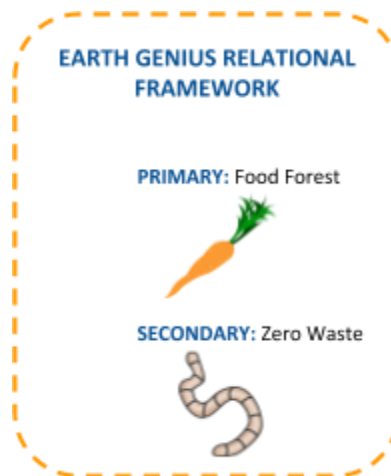 EARTH GENIUS RELATIONAL
FRAMEWORK
PRIMARY: Food Forest
SECONDARY: Zero Waste